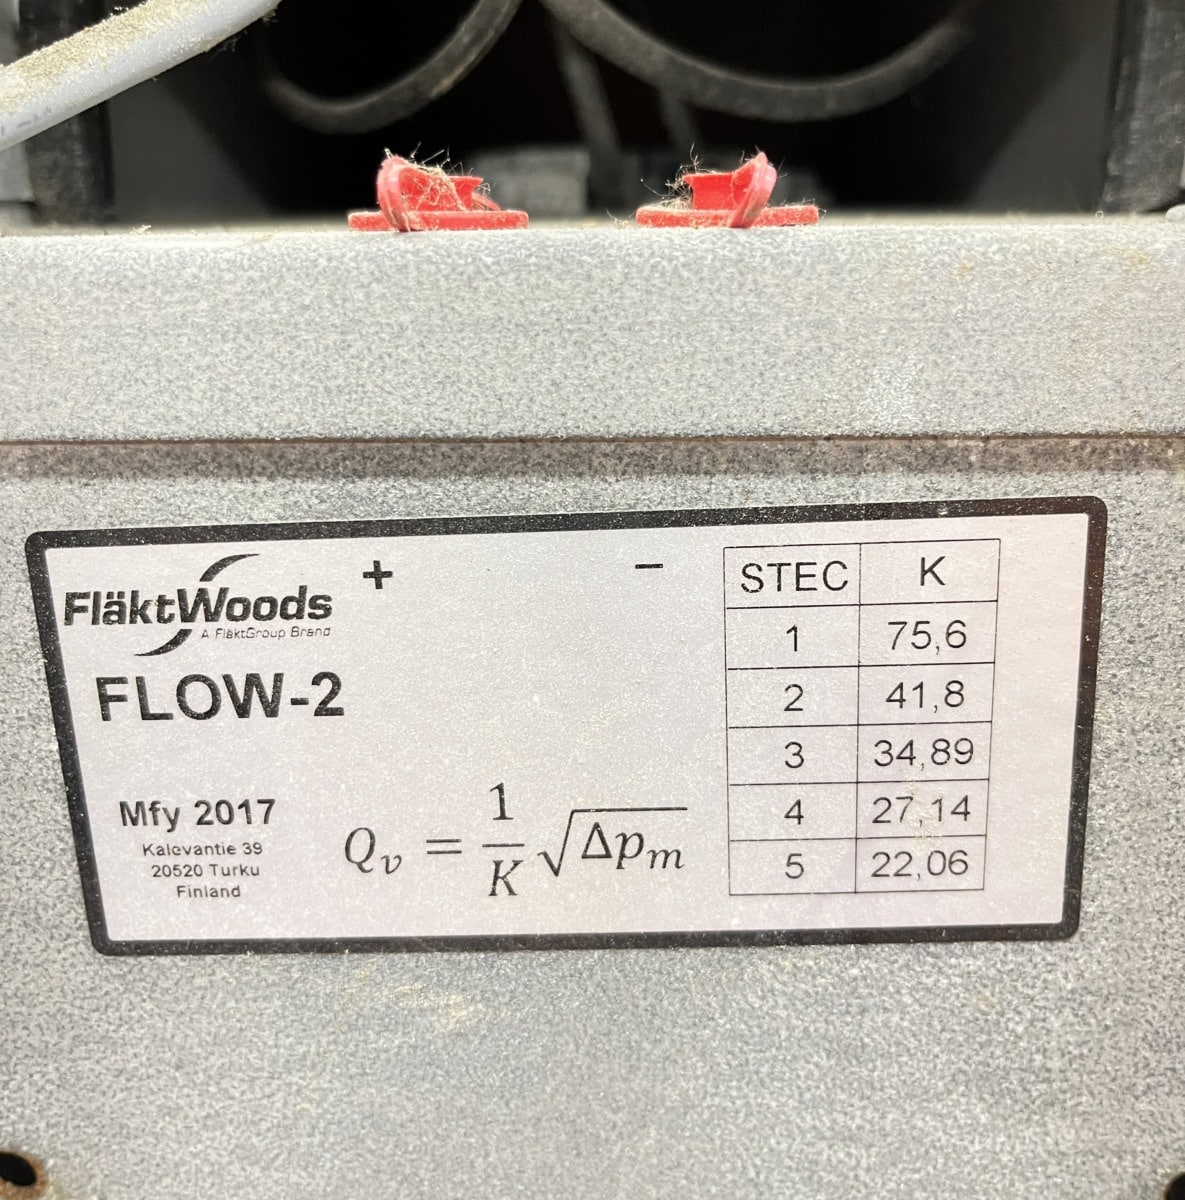 + −
FläktWoods
A FläktGroup Brand
FLOW-2
Mfy 2017
Kalevantie 39
20520 Turku
Finland
Qv = 1/K √Δpm
STEC K
1 75,6
2 41,8
3 34,89
4 27,14
5 22,06